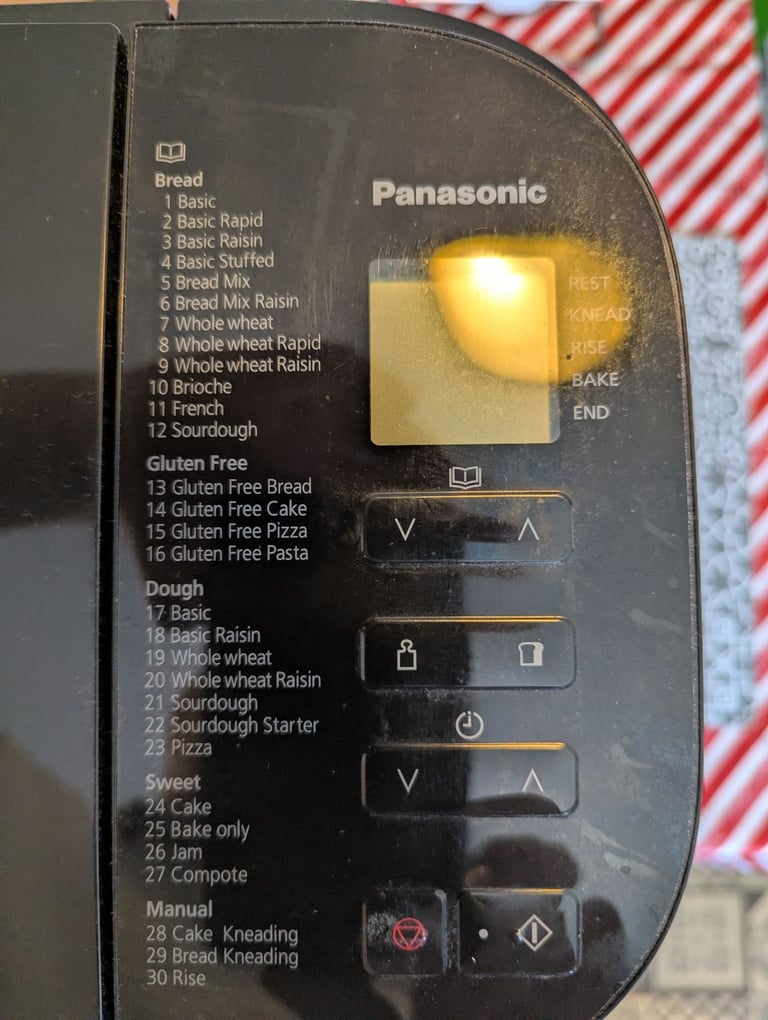 Bread
1 Basic
2 Basic Rapid
3 Basic Raisin
4 Basic Stuffed
5 Bread Mix
6 Bread Mix Raisin
7 Whole wheat
8 Whole wheat Rapid
9 Whole wheat Raisin
10 Brioche
11 French
12 Sourdough
Gluten Free
13 Gluten Free Bread
14 Gluten Free Cake
15 Gluten Free Pizza
16 Gluten Free Pasta
Dough
17 Basic
18 Basic Raisin
19 Whole wheat
20 Whole wheat Raisin
21 Sourdough
22 Sourdough Starter
23 Pizza
Sweet
24 Cake
25 Bake only
26 Jam
27 Compote
Manual
28 Cake Kneading
29 Bread Kneading
30 Rise
Panasonic
REST
KNEAD
RISE
BAKE
END